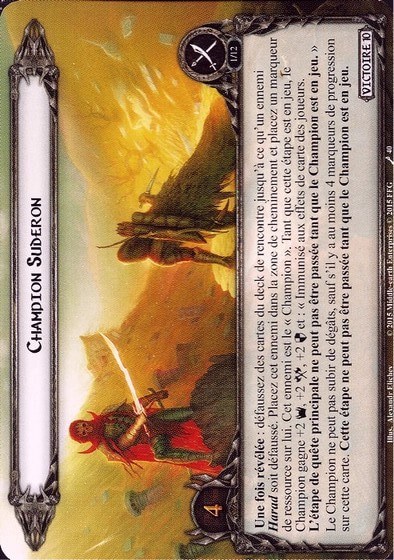 CHAMPION SUDERON
1/12
4
Une fois révélée : défaussez des cartes du deck de rencontre jusqu'à ce qu'un ennemi
Harad soit défaussé. Placez cet ennemi dans la zone de cheminement et placez un marqueur
de ressource sur lui. Cet ennemi est le « Champion ». Tant que cette étape est en jeu, le
Champion gagne +2 , +2 , +2 et : « Immunisé aux effets de carte des joueurs.
L'étape de quête principale ne peut pas être passée tant que le Champion est en jeu. »
Le Champion ne peut pas subir de dégâts, sauf s'il y a au moins 4 marqueurs de progression
sur cette carte. Cette étape ne peut pas être passée tant que le Champion est en jeu.
VICTOIRE 10
Illus. Alexandr Elichev
© 2015 Middle-earth Enterprises © 2015 FFG
40